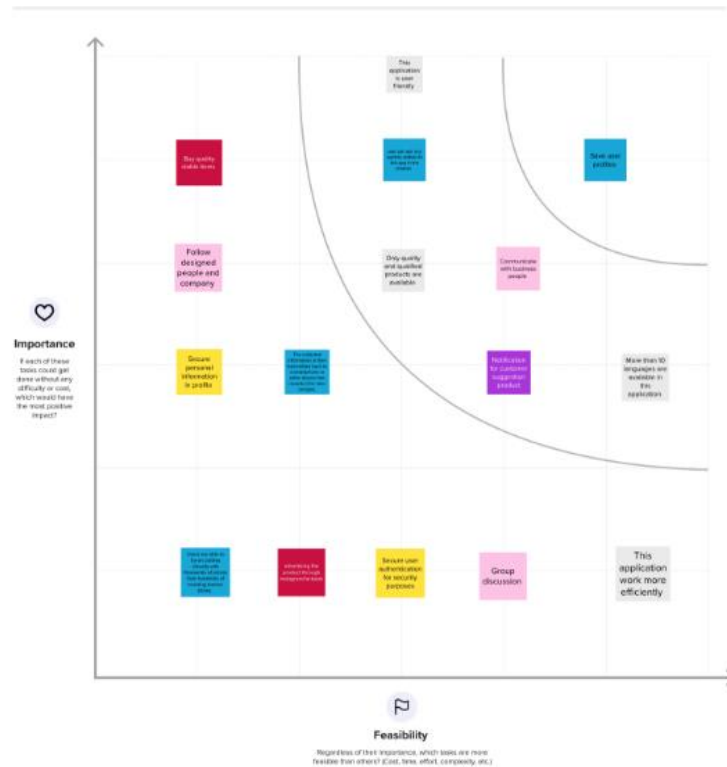 This
application
is user
friendly
Buy quality
stable items
Save and
profiles
Follow
designed
people and
company
Only quality
and qualified
products are
available
Communicate
with business
people
Importance
If each of these
tasks could get
done without any
difficulty or cost,
which would have
the most positive
impact?
Secure
personal
information
in profile
Notification
for customer
suggestion
product
More than 10
languages are
available in
this
application
advertising the
product through
Secure user
authentication
for security
purposes
Group
discussion
This
application
work more
efficiently
Feasibility
Regardless of their importance, which tasks are more
feasible than others? (Cost, time, effort, complexity, etc.)